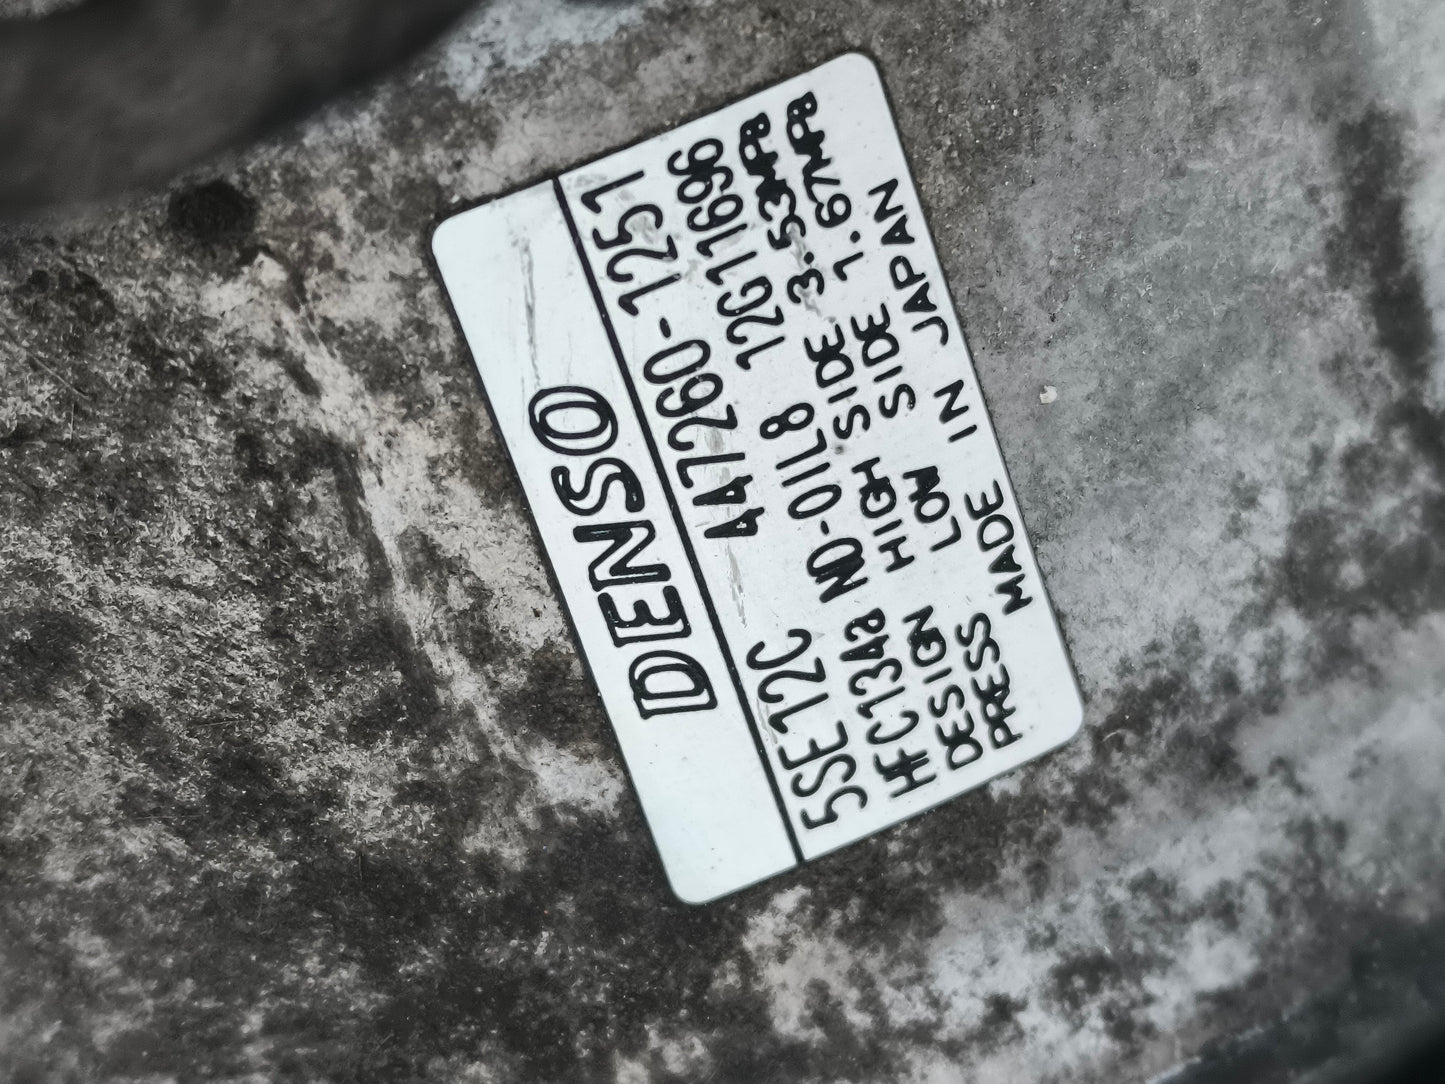 DENSO
5SE12C 447260-1251
HFC134a ND-OIL8 12G11696
DESIGN HIGH SIDE 3.53MPa
PRESS LOW SIDE 1.67MPa
MADE IN JAPAN